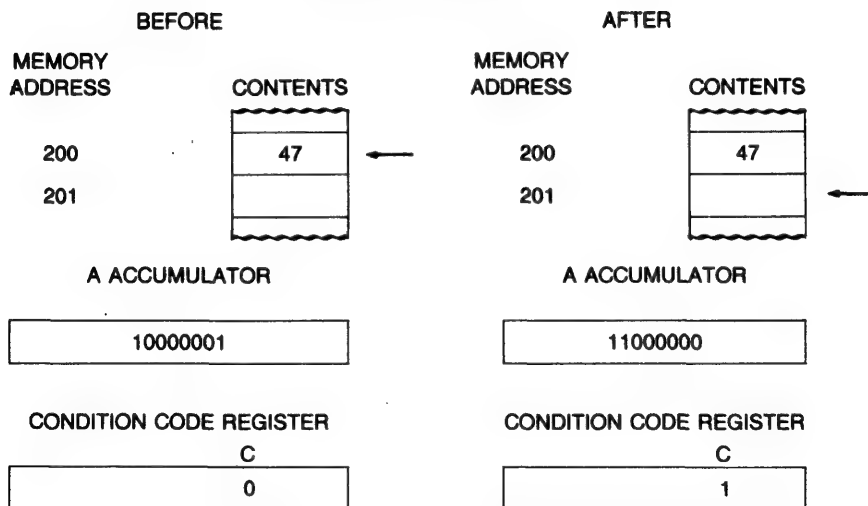 BEFORE
MEMORY
ADDRESS CONTENTS
200 47
201
A ACCUMULATOR
10000001
CONDITION CODE REGISTER
C
0
AFTER
MEMORY
ADDRESS CONTENTS
200 47
201
A ACCUMULATOR
11000000
CONDITION CODE REGISTER
C
1